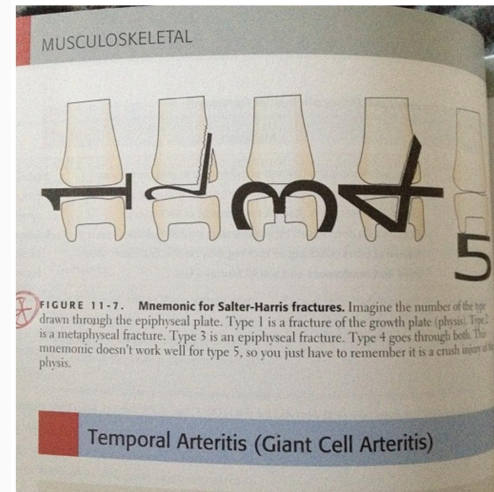 MUSCULOSKELETAL
1 2 3 4
5
FIGURE 11-7. Mnemonic for Salter-Harris fractures. Imagine the number of the type
drawn through the epiphyseal plate. Type 1 is a fracture of the growth plate (physis). Type 2
is a metaphyseal fracture. Type 3 is an epiphyseal fracture. Type 4 goes through both. This
mnemonic doesn't work well for type 5, so you just have to remember it is a crush injury
physis.
Temporal Arteritis (Giant Cell Arteritis)